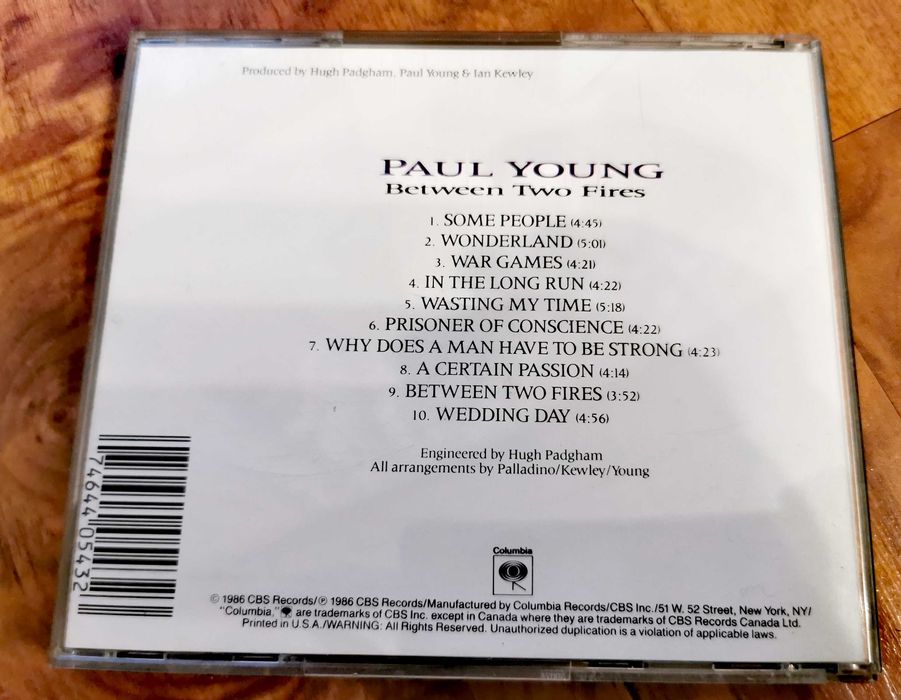 Produced by Hugh Padgham, Paul Young & Ian Kewley
PAUL YOUNG
Between Two Fires
1. SOME PEOPLE (4:45)
2. WONDERLAND (5:01)
3. WAR GAMES (4:21)
4. IN THE LONG RUN (4:22)
5. WASTING MY TIME (5:18)
6. PRISONER OF CONSCIENCE (4:22)
7. WHY DOES A MAN HAVE TO BE STRONG (4:23)
8. A CERTAIN PASSION (4:14)
9. BETWEEN TWO FIRES (3:52)
10. WEDDING DAY (4:56)
Engineered by Hugh Padgham
All arrangements by Palladino/Kewley/Young
74644 05432
Columbia
© 1986 CBS Records/℗ 1986 CBS Records/Manufactured by Columbia Records/CBS Inc./51 W. 52 Street, New York, NY/
"Columbia," are trademarks of CBS Inc. except in Canada where they are trademarks of CBS Records Canada Ltd.
Printed in U.S.A./WARNING: All Rights Reserved. Unauthorized duplication is a violation of applicable laws.